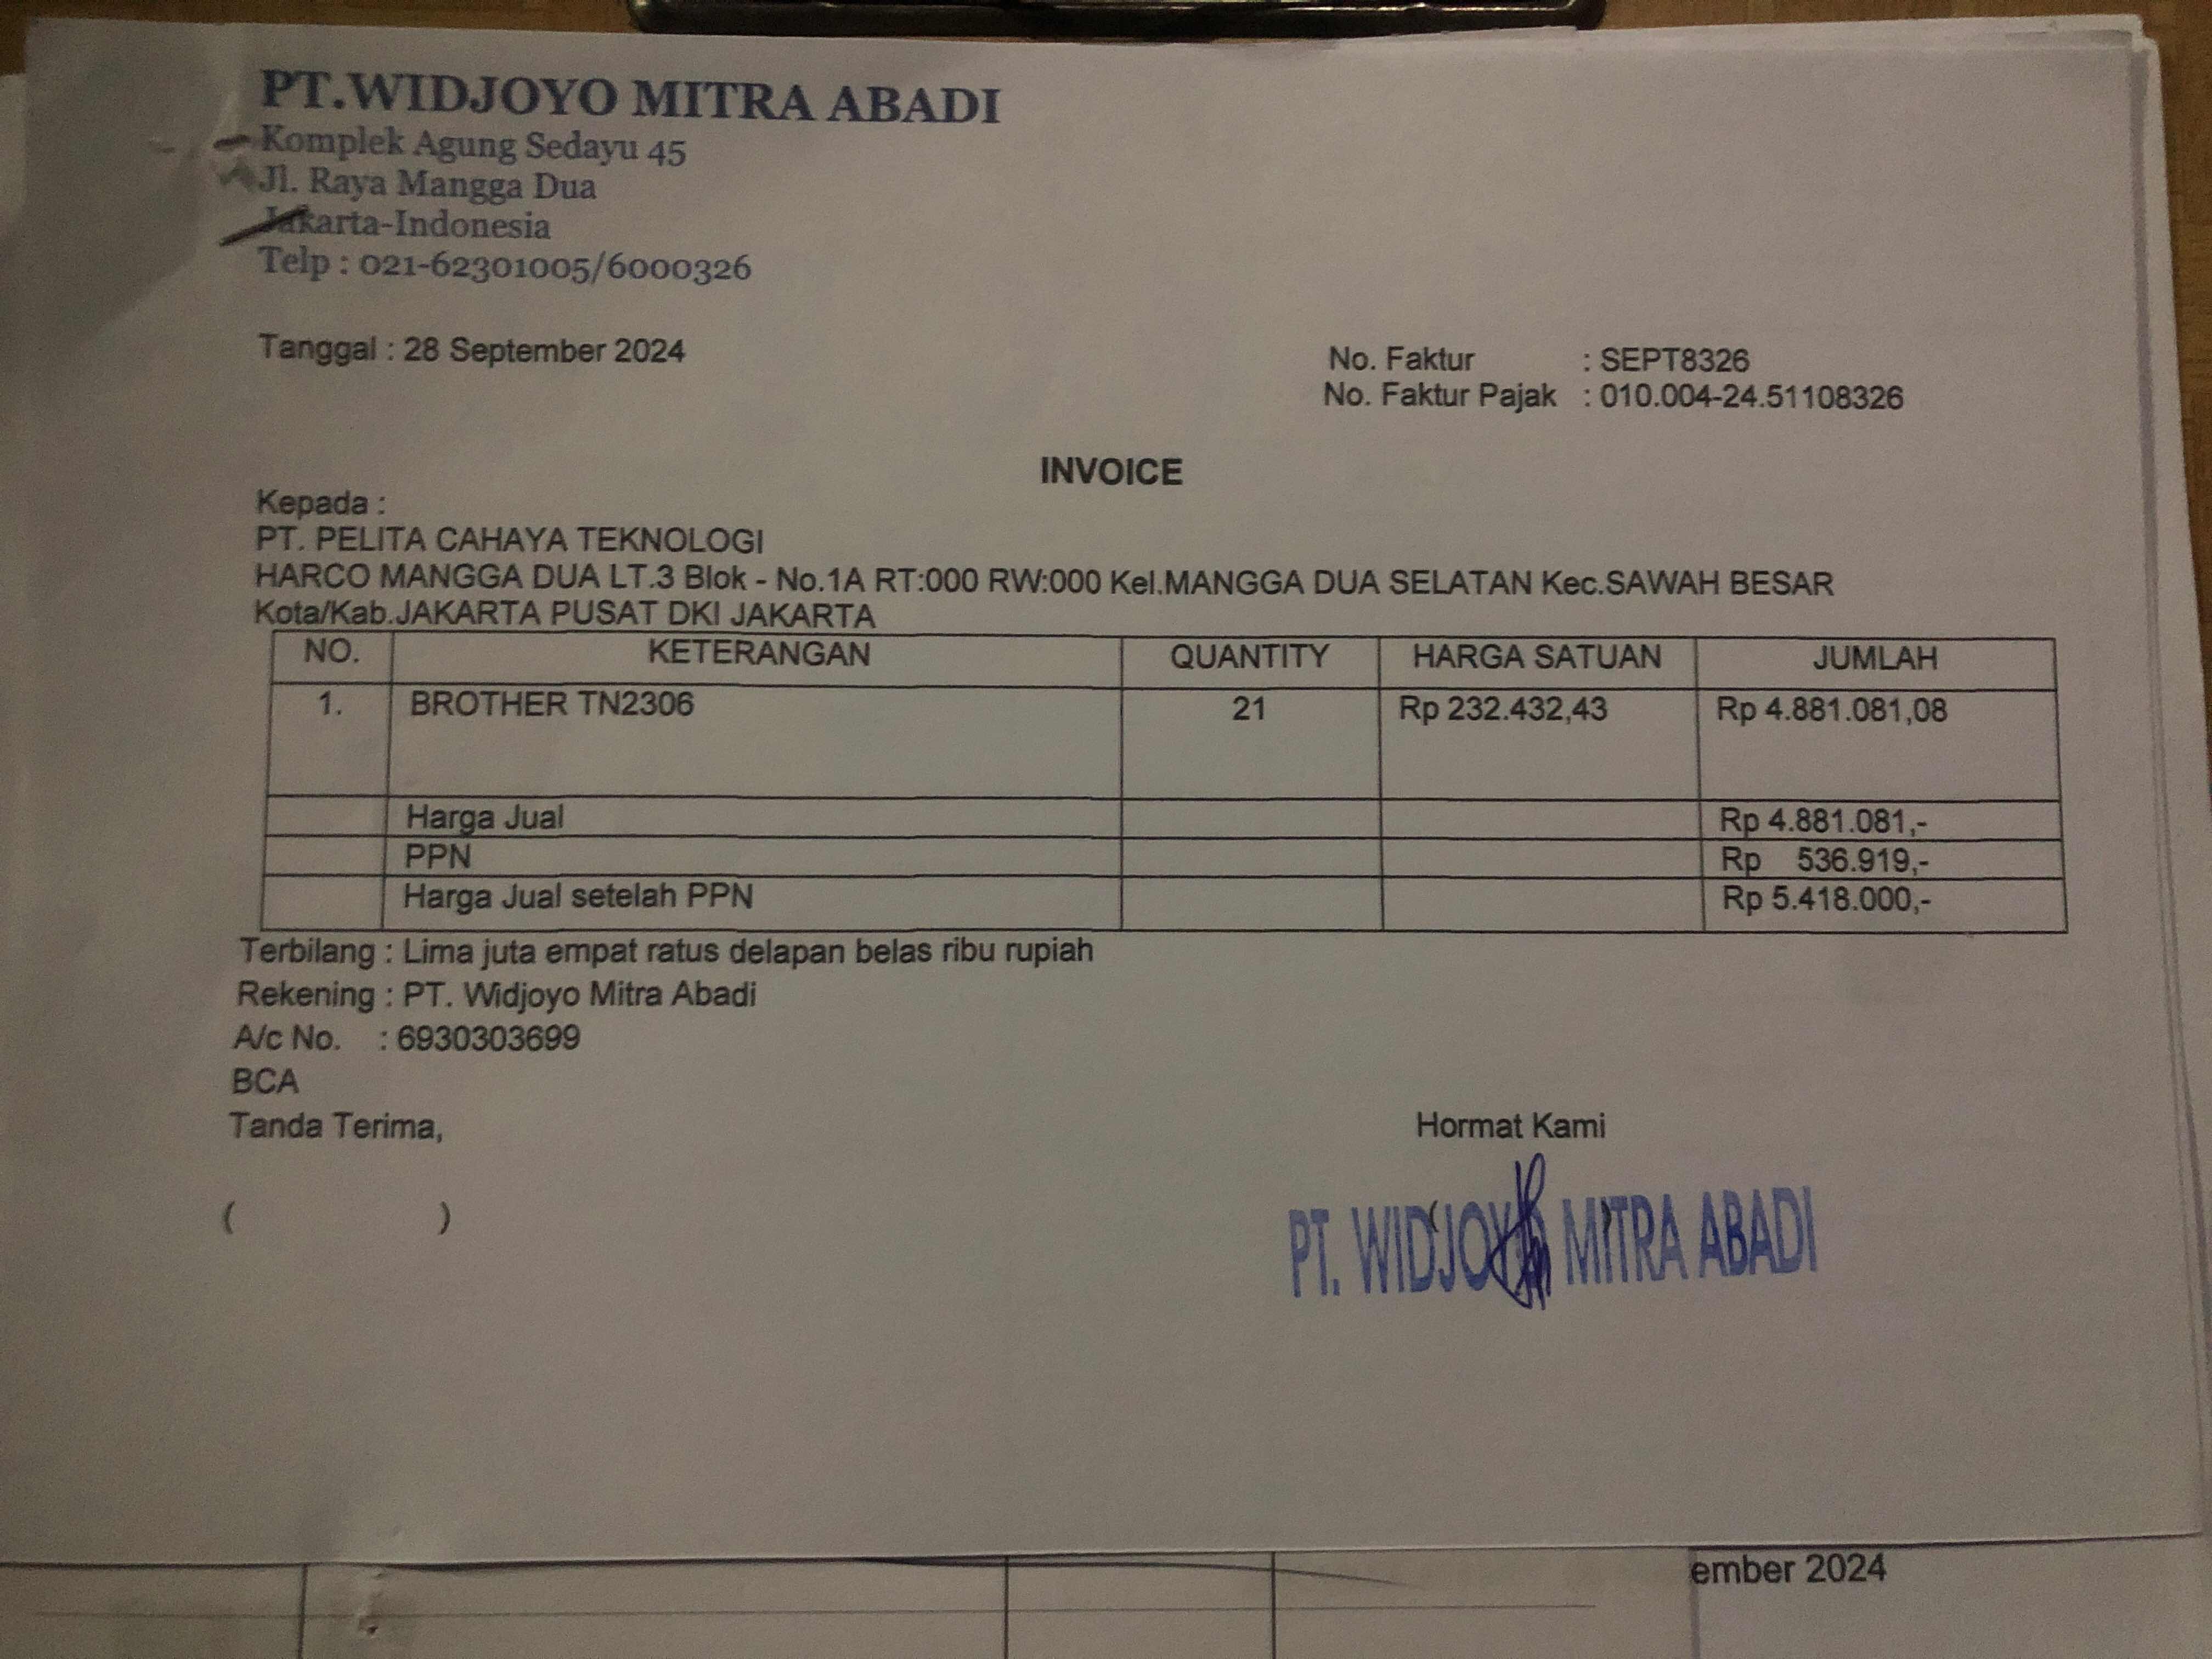 PT.WIDJOYO MITRA ABADI
Komplek Agung Sedayu 45
Jl. Raya Mangga Dua
Jakarta-Indonesia
Telp : 021-62301005/6000326
Tanggal : 28 September 2024
No. Faktur : SEPT8326
No. Faktur Pajak : 010.004-24.51108326
INVOICE
Kepada :
PT. PELITA CAHAYA TEKNOLOGI
HARCO MANGGA DUA LT.3 Blok - No.1A RT:000 RW:000 Kel.MANGGA DUA SELATAN Kec.SAWAH BESAR
Kota/Kab.JAKARTA PUSAT DKI JAKARTA
NO. KETERANGAN QUANTITY HARGA SATUAN JUMLAH
1. BROTHER TN2306 21 Rp 232.432,43 Rp 4.881.081,08
Harga Jual Rp 4.881.081,-
PPN Rp 536.919,-
Harga Jual setelah PPN Rp 5.418.000,-
Terbilang : Lima juta empat ratus delapan belas ribu rupiah
Rekening : PT. Widjoyo Mitra Abadi
A/c No. : 6930303699
BCA
Tanda Terima, Hormat Kami
( )
PT. WIDJOYO MITRA ABADI
ember 2024